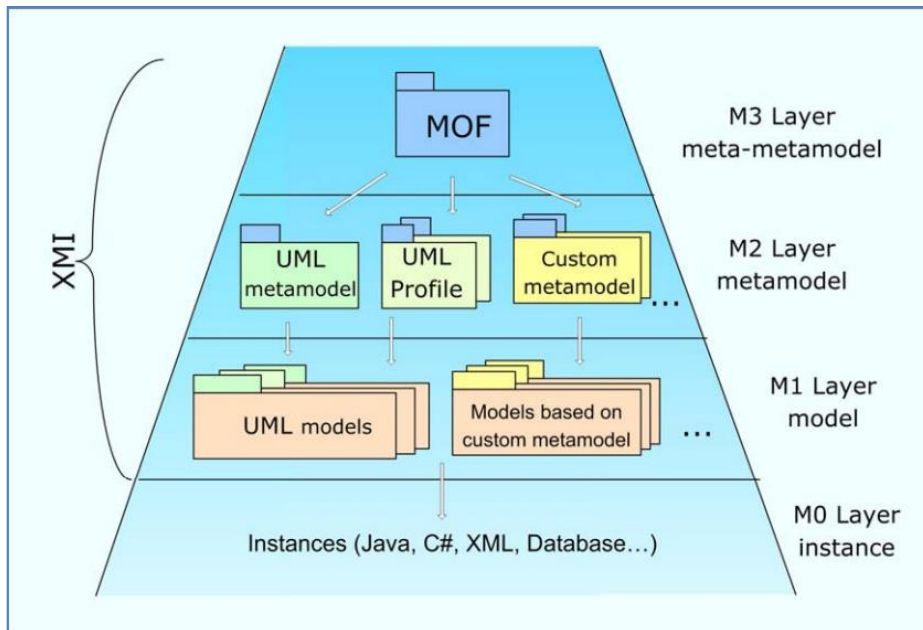 XMI
MOF
M3 Layer
meta-metamodel
UML
metamodel
UML
Profile
Custom
metamodel
...
M2 Layer
metamodel
UML models
Models based on
custom metamodel
...
M1 Layer
model
Instances (Java, C#, XML, Database...)
M0 Layer
instance